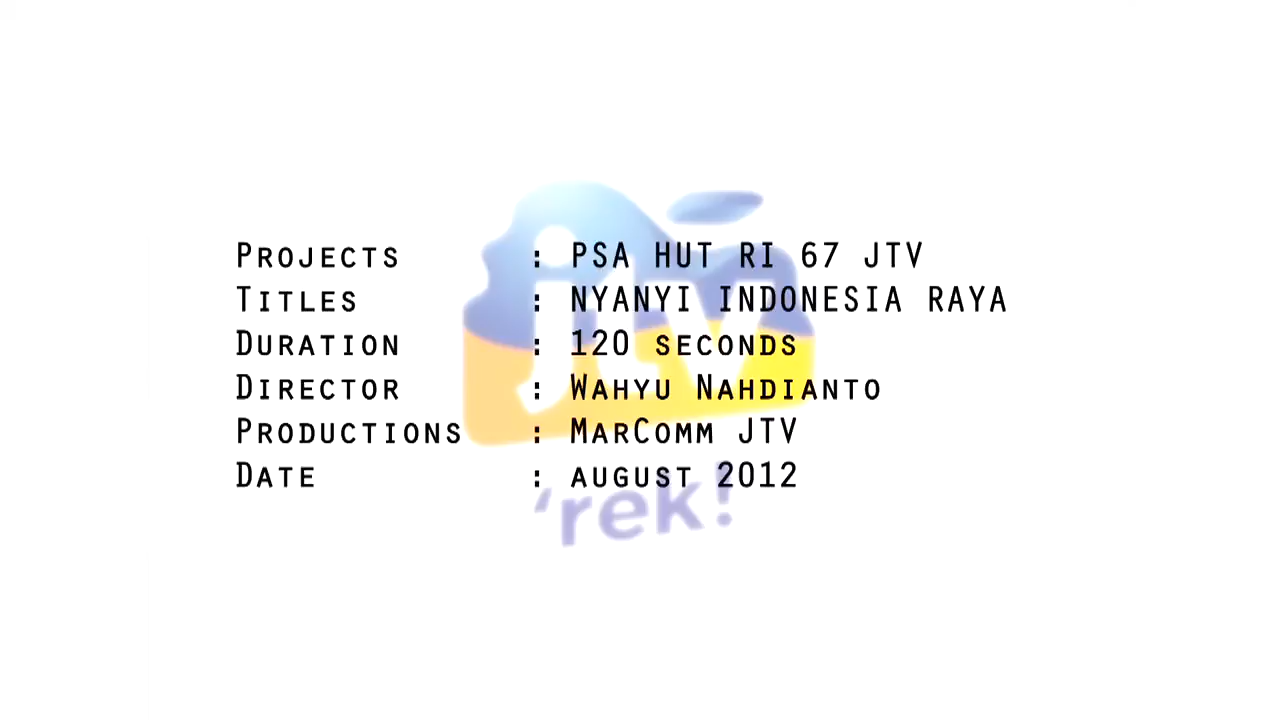 Projects : PSA HUT RI 67 JTV
Titles : NYANYI INDONESIA RAYA
Duration : 120 seconds
Director : Wahyu Nahdianto
Productions : MarComm JTV
Date : august 2012
jtv
'rek!